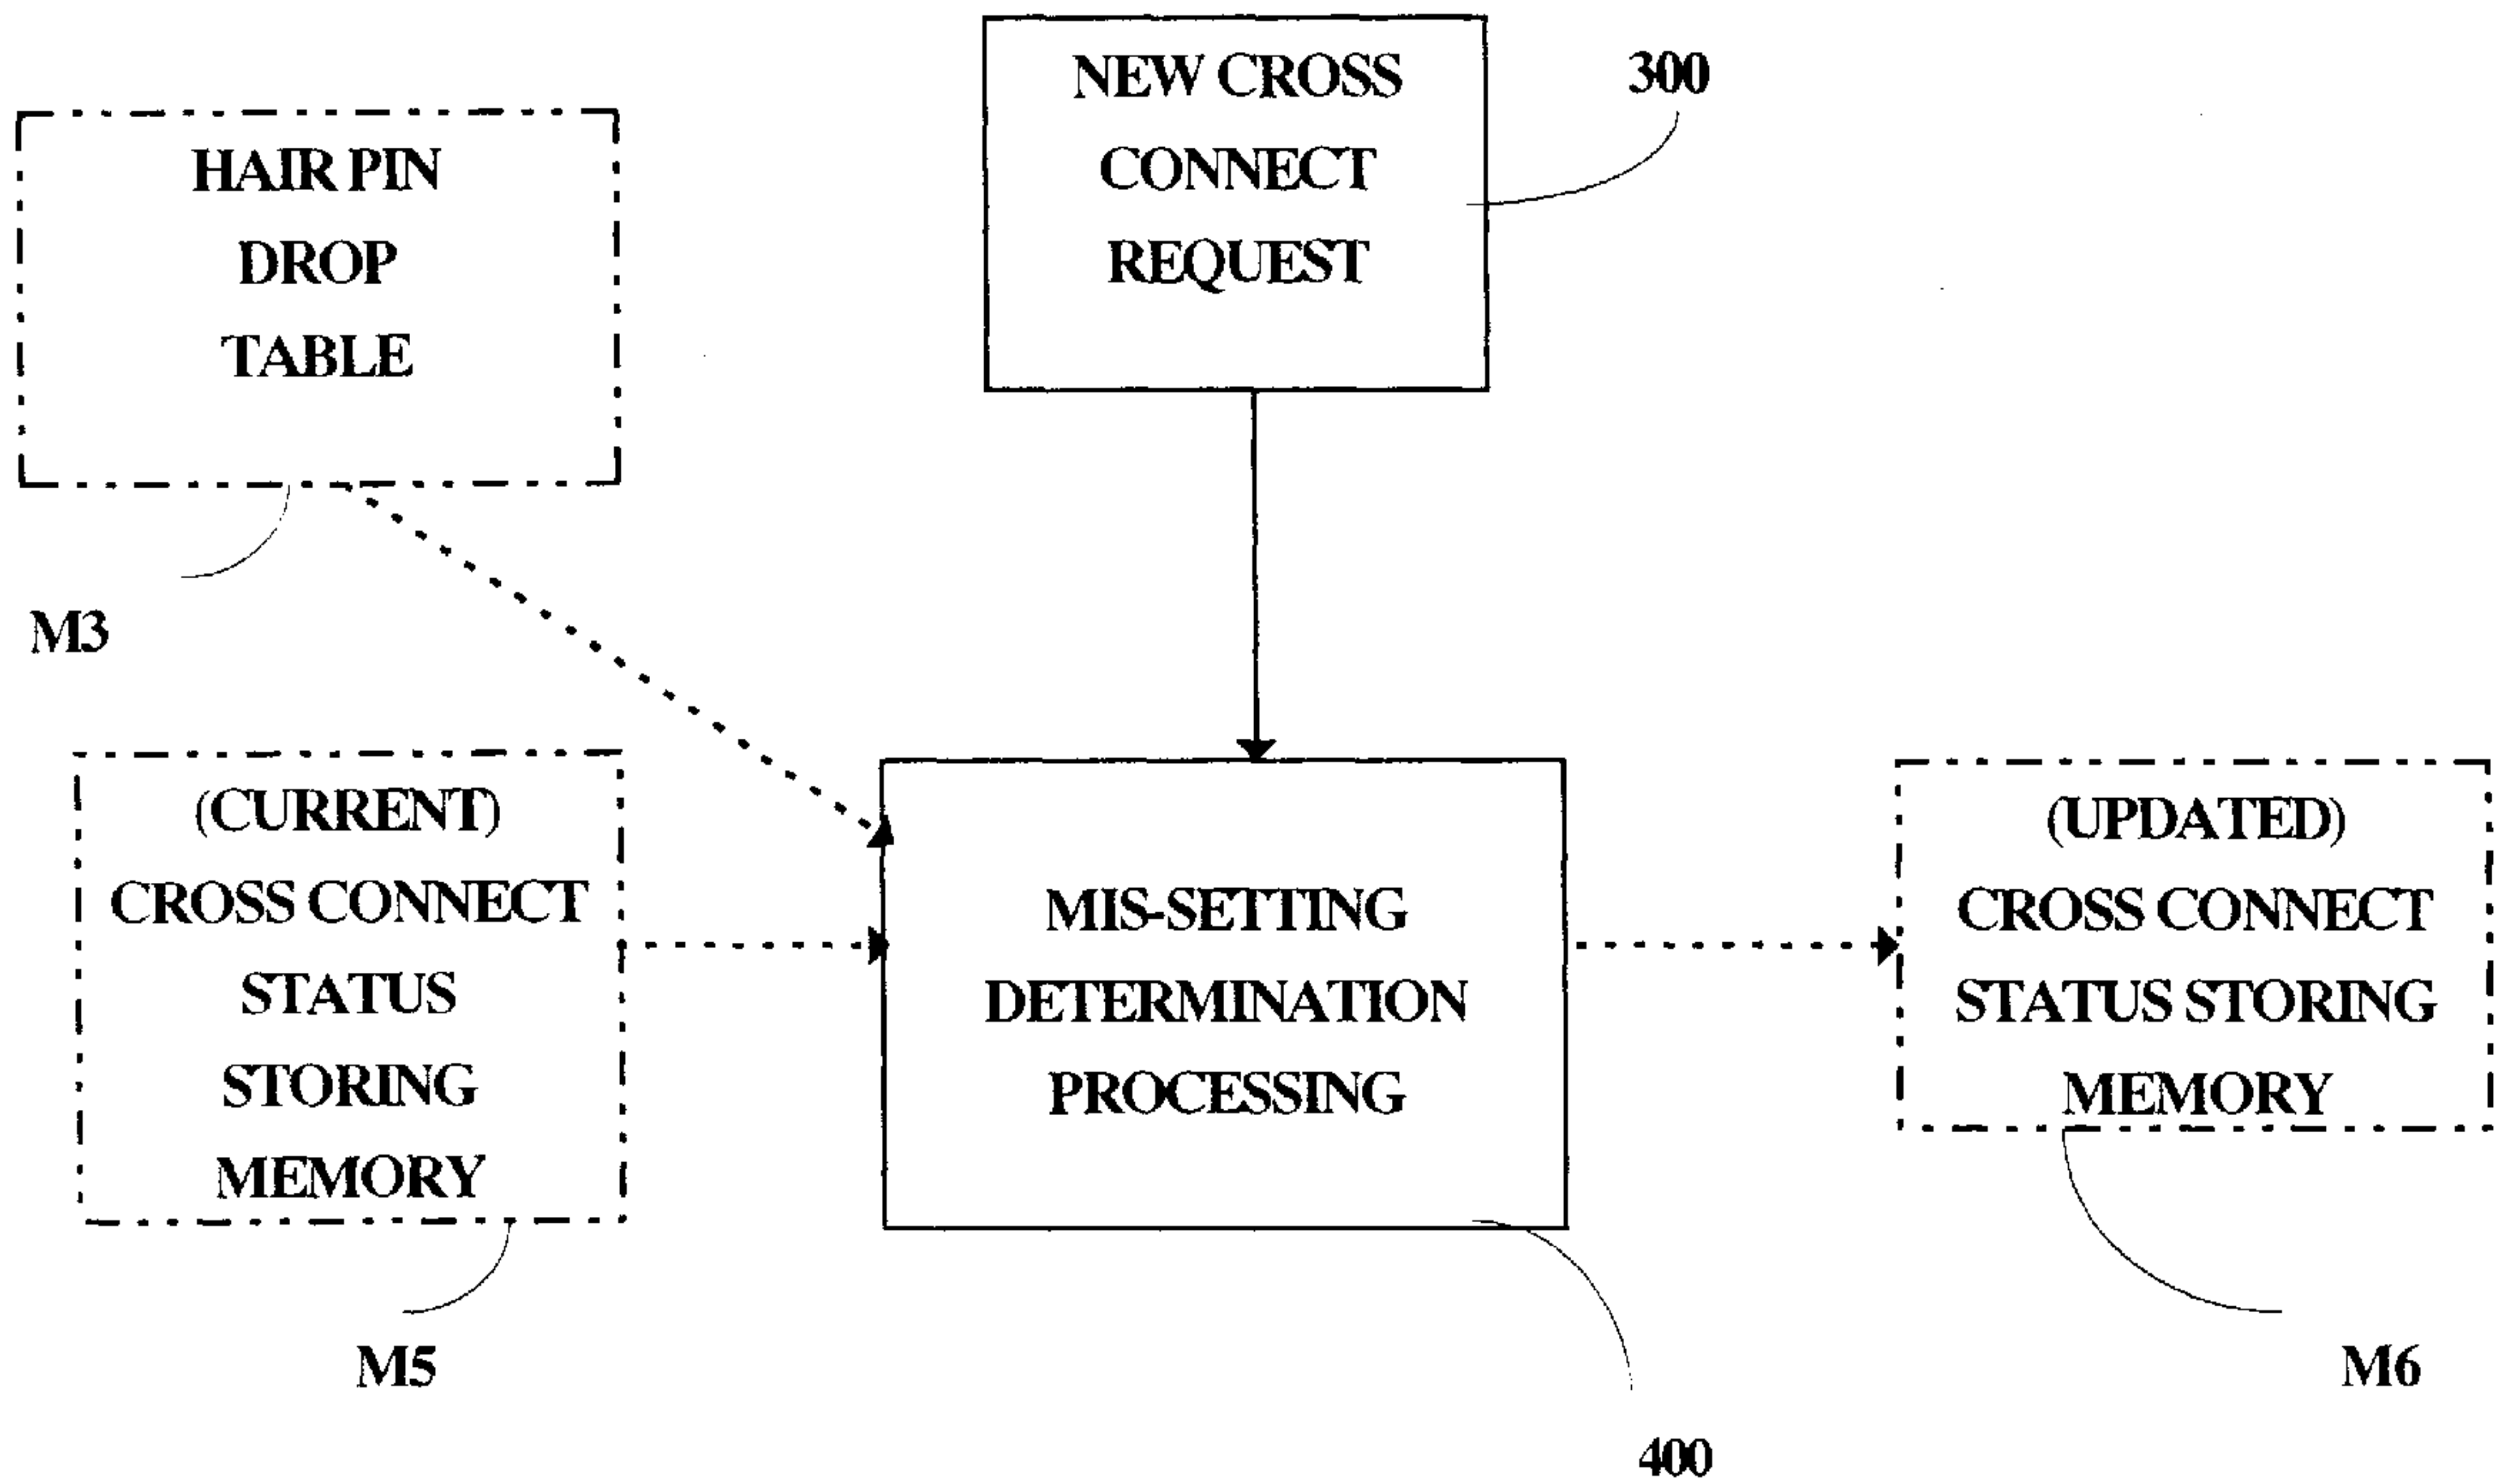 NEW CROSS
CONNECT
REQUEST
300
HAIR PIN
DROP
TABLE
M3
(CURRENT)
CROSS CONNECT
STATUS
STORING
MEMORY
M5
MIS-SETTING
DETERMINATION
PROCESSING
400
(UPDATED)
CROSS CONNECT
STATUS STORING
MEMORY
M6